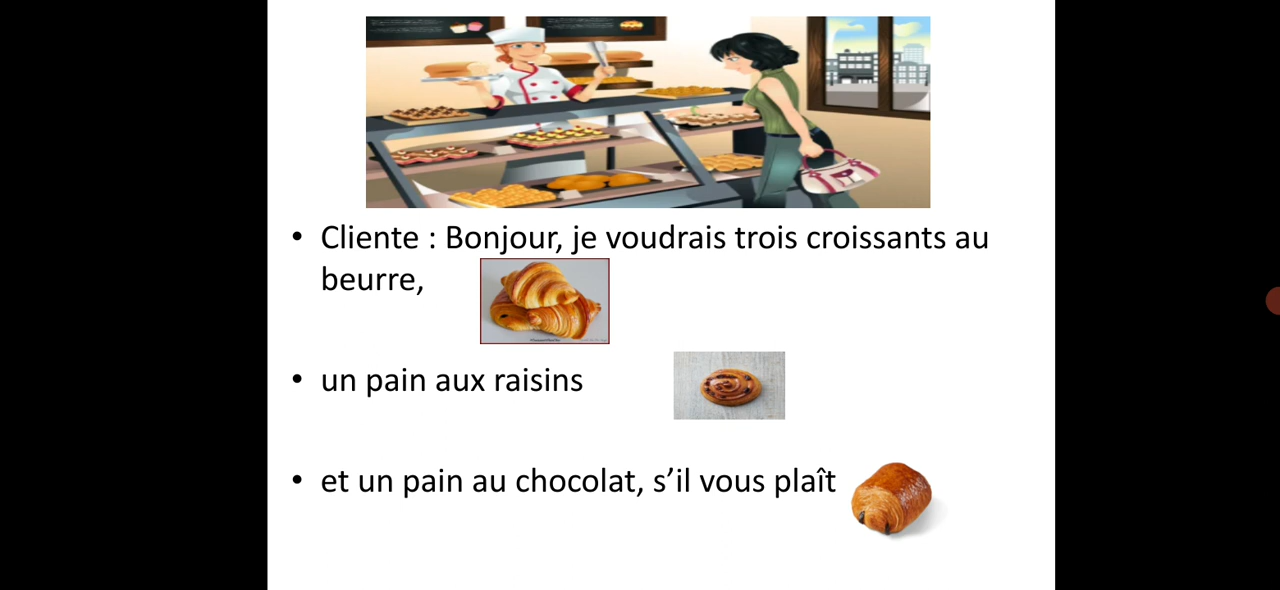 • Cliente : Bonjour, je voudrais trois croissants au
beurre,
• un pain aux raisins
• et un pain au chocolat, s’il vous plaît